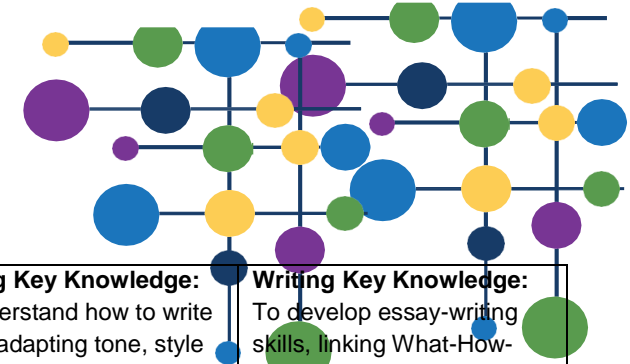 g Key Knowledge:
erstand how to write
adapting tone, style
Writing Key Knowledge:
To develop essay-writing
skills, linking What-How-